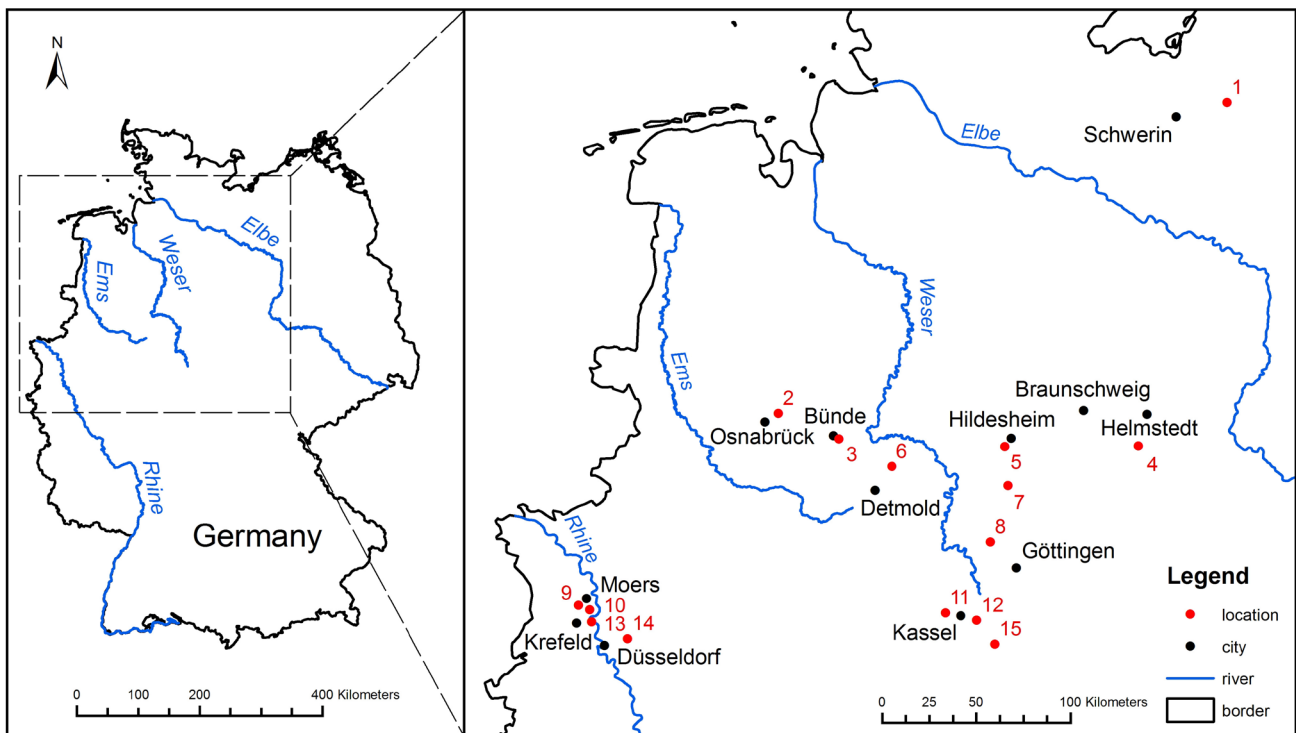 N
Elbe
Weser
Ems
Rhine
Germany
0 100 200 400 Kilometers
1
Schwerin
Elbe
Weser
Ems
Braunschweig
2
Bünde
Hildesheim
Helmstedt
Osnabrück
3
6
5
4
Detmold
7
Rhine
8
Göttingen
Moers
9
10
11
12
Kassel
13
14
15
Krefeld
Düsseldorf
Legend
location
city
river
border
0 25 50 100 Kilometers